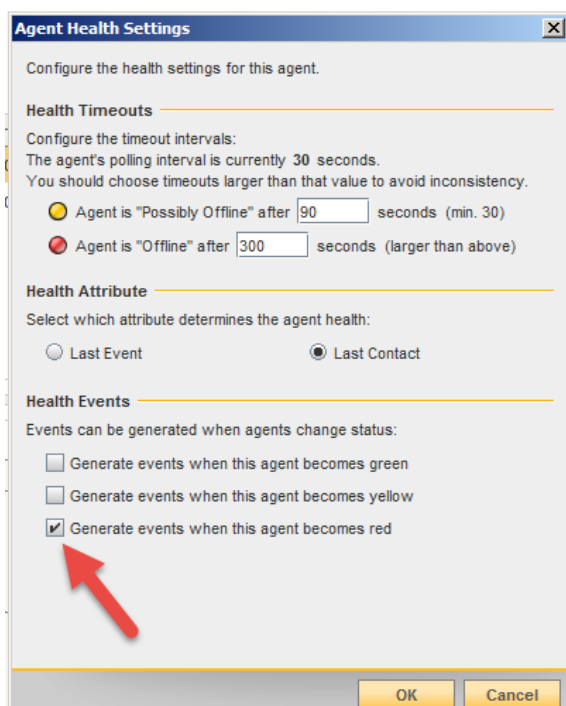 Agent Health Settings
Configure the health settings for this agent.
Health Timeouts
Configure the timeout intervals:
The agent's polling interval is currently 30 seconds.
You should choose timeouts larger than that value to avoid inconsistency.
Agent is "Possibly Offline" after 90 seconds (min. 30)
Agent is "Offline" after 300 seconds (larger than above)
Health Attribute
Select which attribute determines the agent health:
Last Event Last Contact
Health Events
Events can be generated when agents change status:
Generate events when this agent becomes green
Generate events when this agent becomes yellow
Generate events when this agent becomes red
OK Cancel